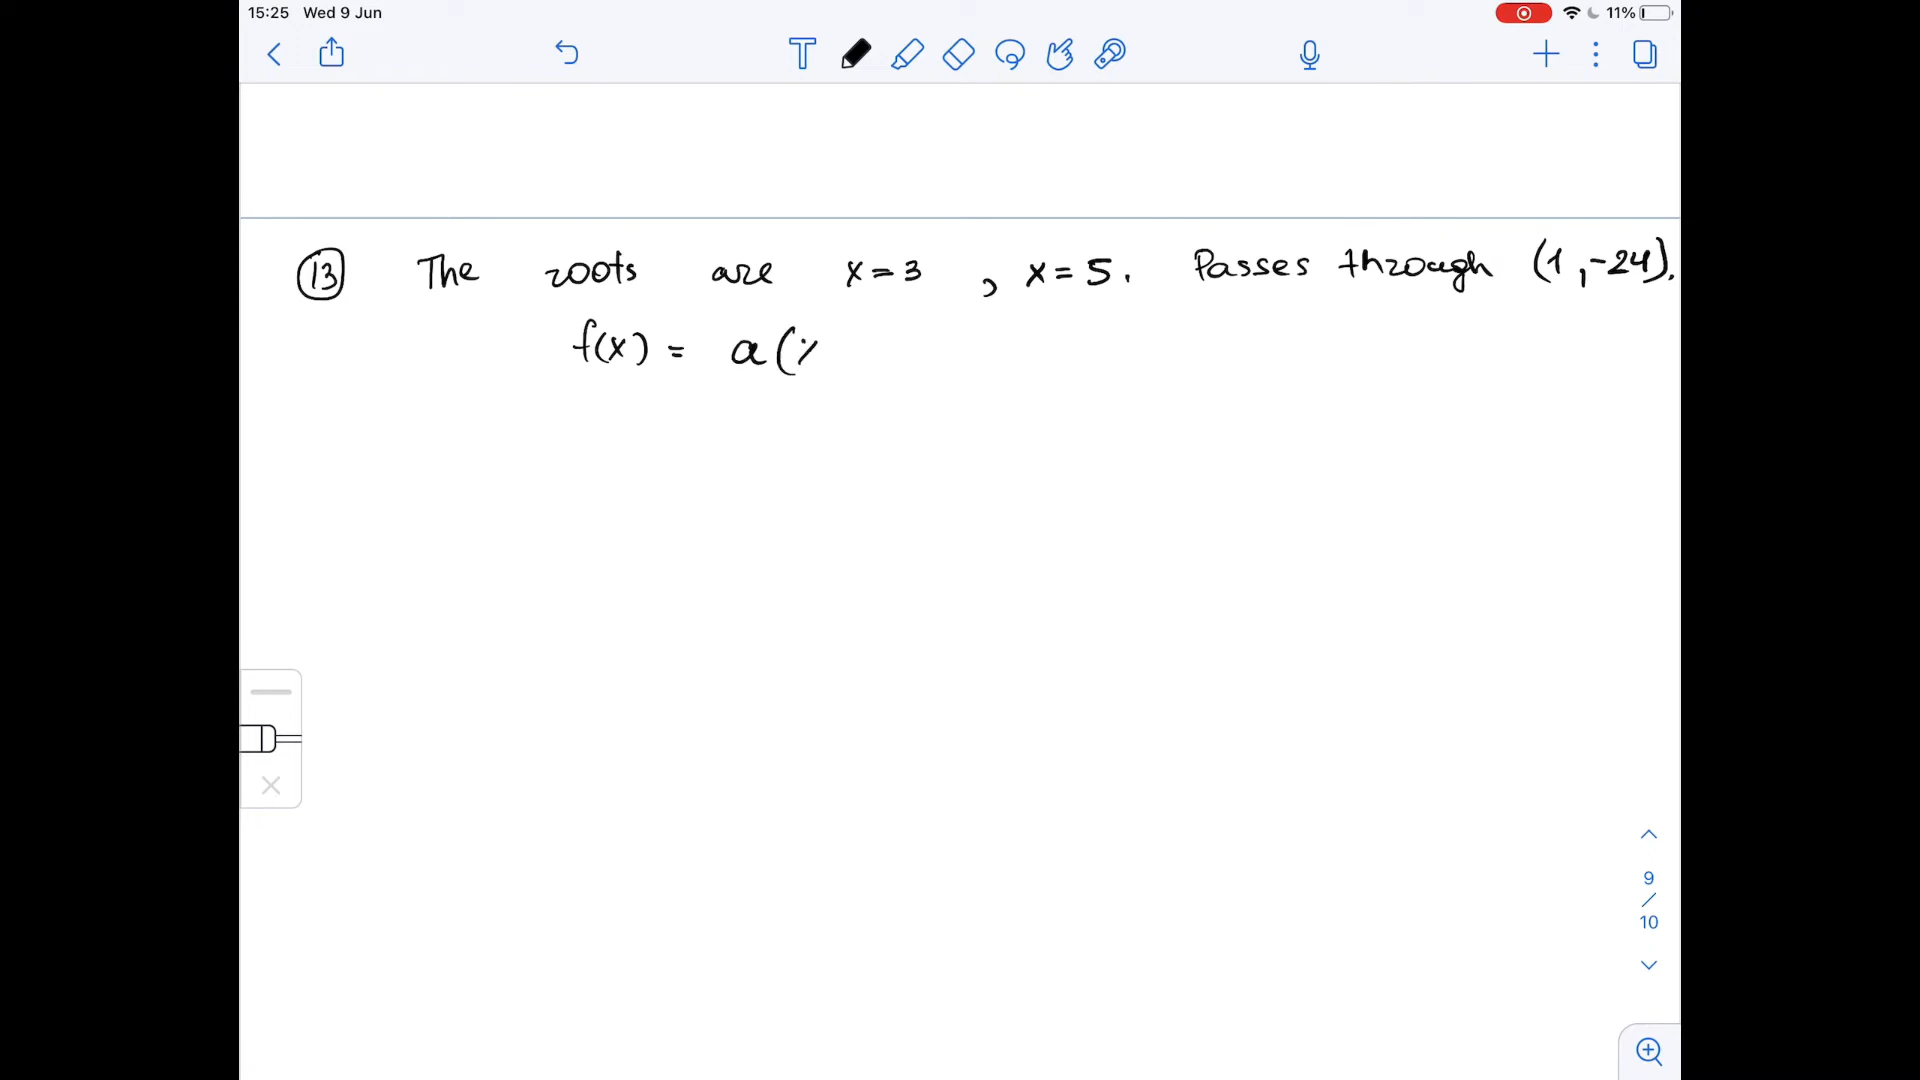 15:25 Wed 9 Jun
11%
T
13 The roots are x = 3 , x = 5. Passes through (1, -24).
f(x) = a(x
9
/
10